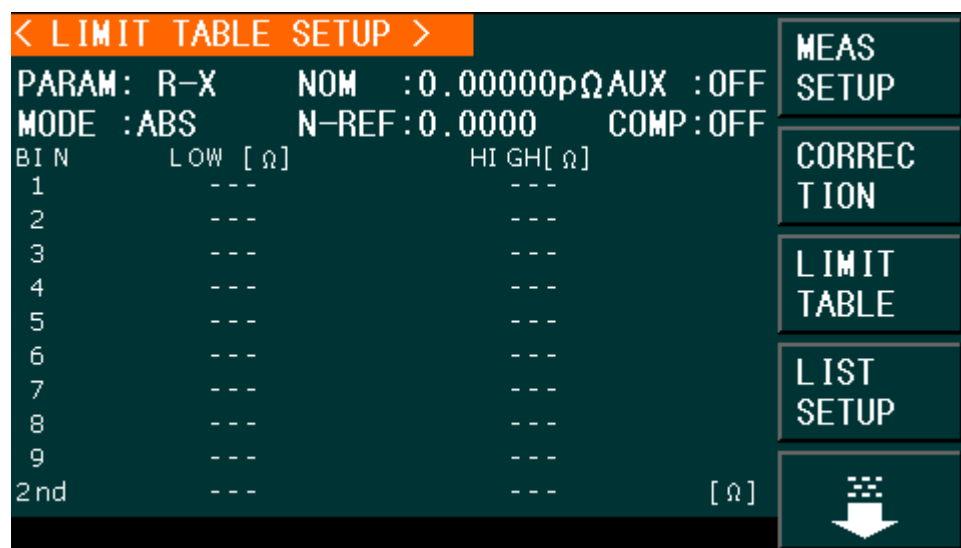 < LIMIT TABLE SETUP >
PARAM: R-X NOM :0.00000pΩ AUX :OFF
MODE :ABS N-REF:0.0000 COMP:OFF
BIN LOW [Ω] HIGH[Ω]
1 --- ---
2 --- ---
3 --- ---
4 --- ---
5 --- ---
6 --- ---
7 --- ---
8 --- ---
9 --- ---
2nd --- --- [Ω]
MEAS
SETUP
CORREC
TION
LIMIT
TABLE
LIST
SETUP